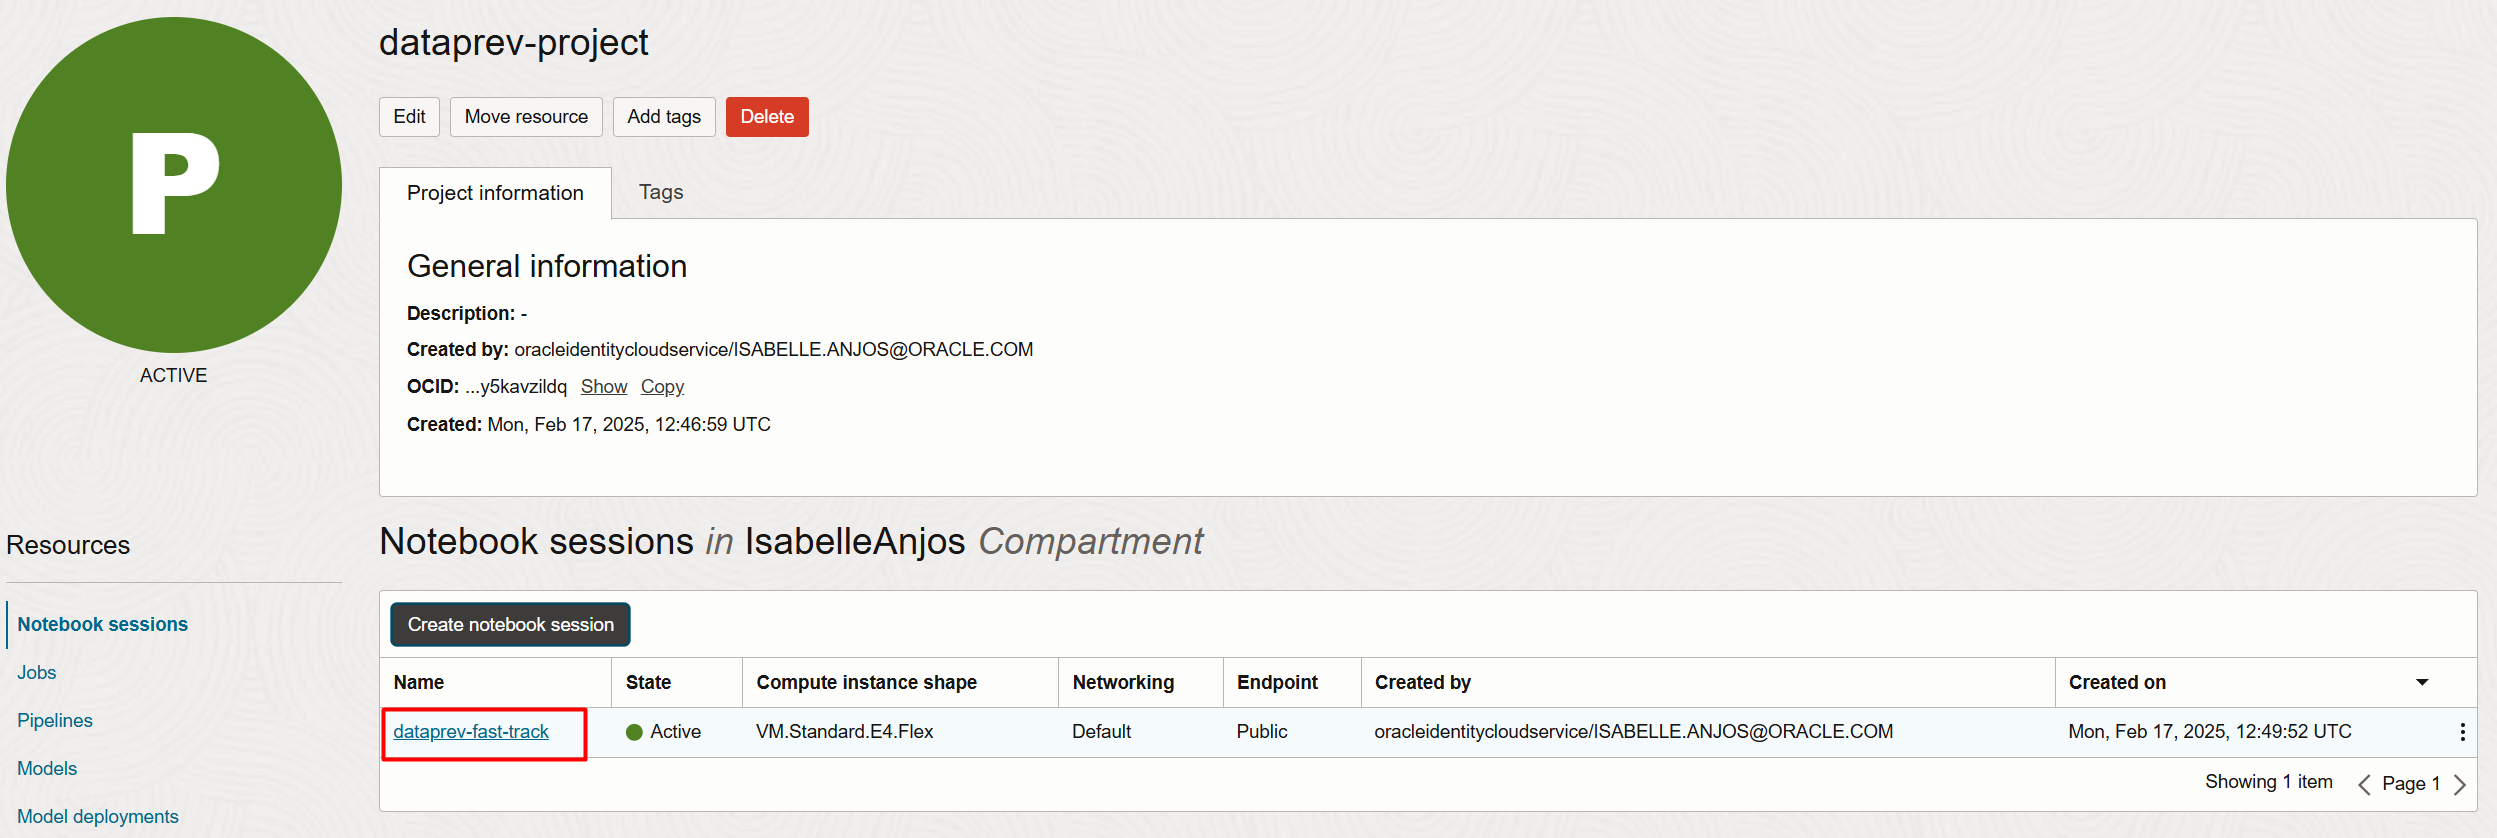 P
ACTIVE
dataprev-project
Edit Move resource Add tags Delete
Project information Tags
General information
Description: -
Created by: oracleidentitycloudservice/ISABELLE.ANJOS@ORACLE.COM
OCID: ...y5kavzildq Show Copy
Created: Mon, Feb 17, 2025, 12:46:59 UTC
Resources
Notebook sessions
Jobs
Pipelines
Models
Model deployments
Notebook sessions in IsabelleAnjos Compartment
Create notebook session
Name State Compute instance shape Networking Endpoint Created by Created on
dataprev-fast-track Active VM.Standard.E4.Flex Default Public oracleidentitycloudservice/ISABELLE.ANJOS@ORACLE.COM Mon, Feb 17, 2025, 12:49:52 UTC
Showing 1 item Page 1